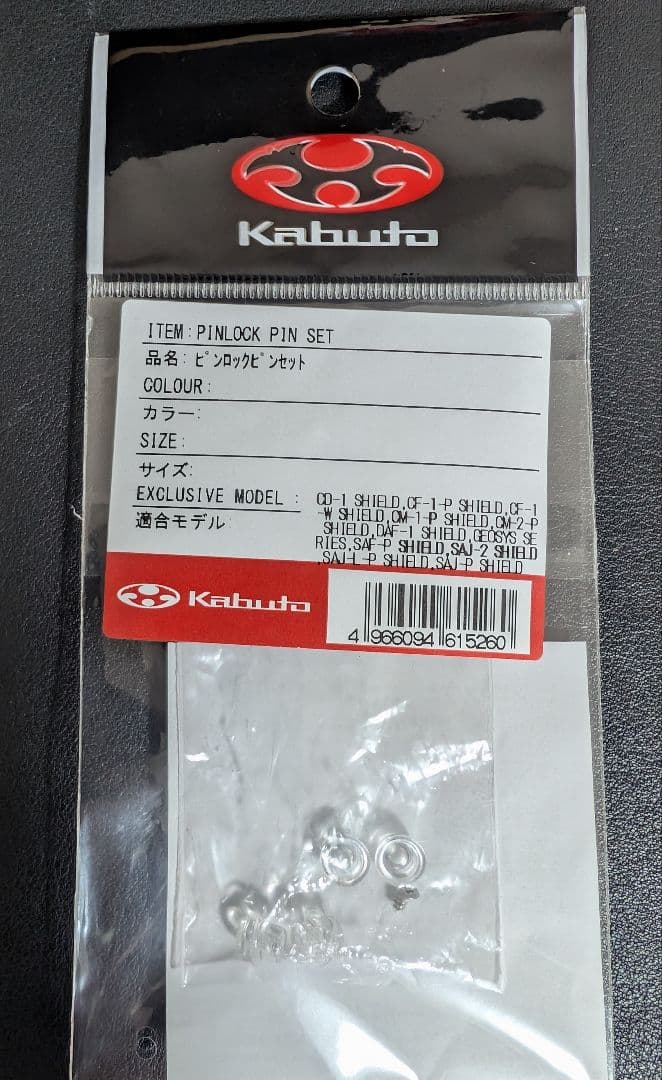 Kabuto
ITEM:PINLOCK PIN SET
品名:ピンロックピンセット
COLOUR:
カラー:
SIZE:
サイズ:
EXCLUSIVE MODEL :
適合モデル
CD-1 SHIELD,CF-1-P SHIELD,CF-1
-W SHIELD,CM-1-P SHIELD,CM-2-P
SHIELD,DAF-1 SHIELD,GEOSYS SE
RIES,SAF-P SHIELD,SAJ-2 SHIELD
,SAJ-L-P SHIELD,SAJ-P SHIELD
Kabuto
4 966094 615260